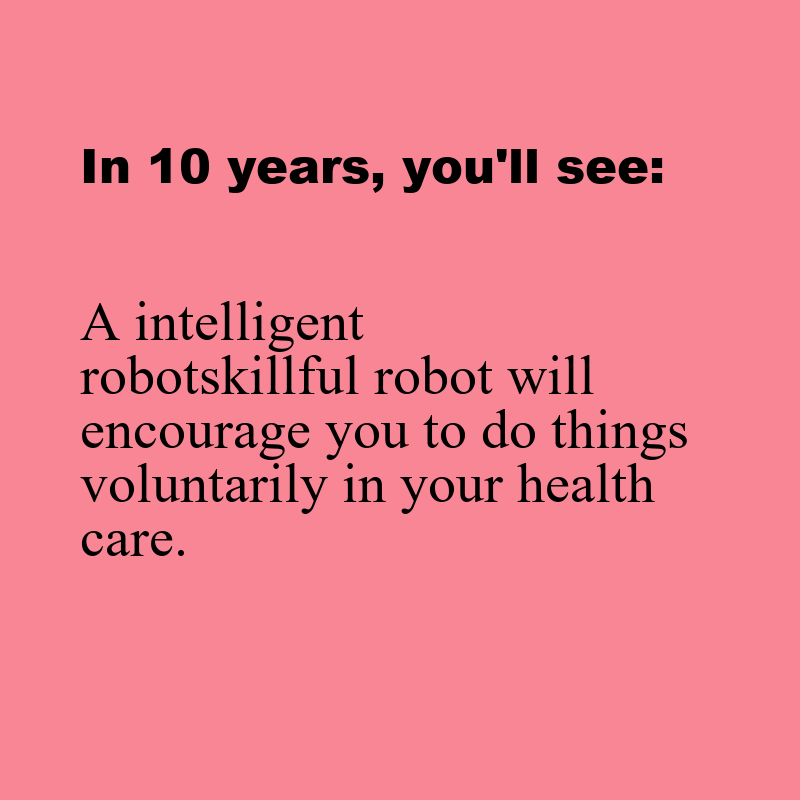 In 10 years, you'll see:
A intelligent
robotskillful robot will
encourage you to do things
voluntarily in your health
care.